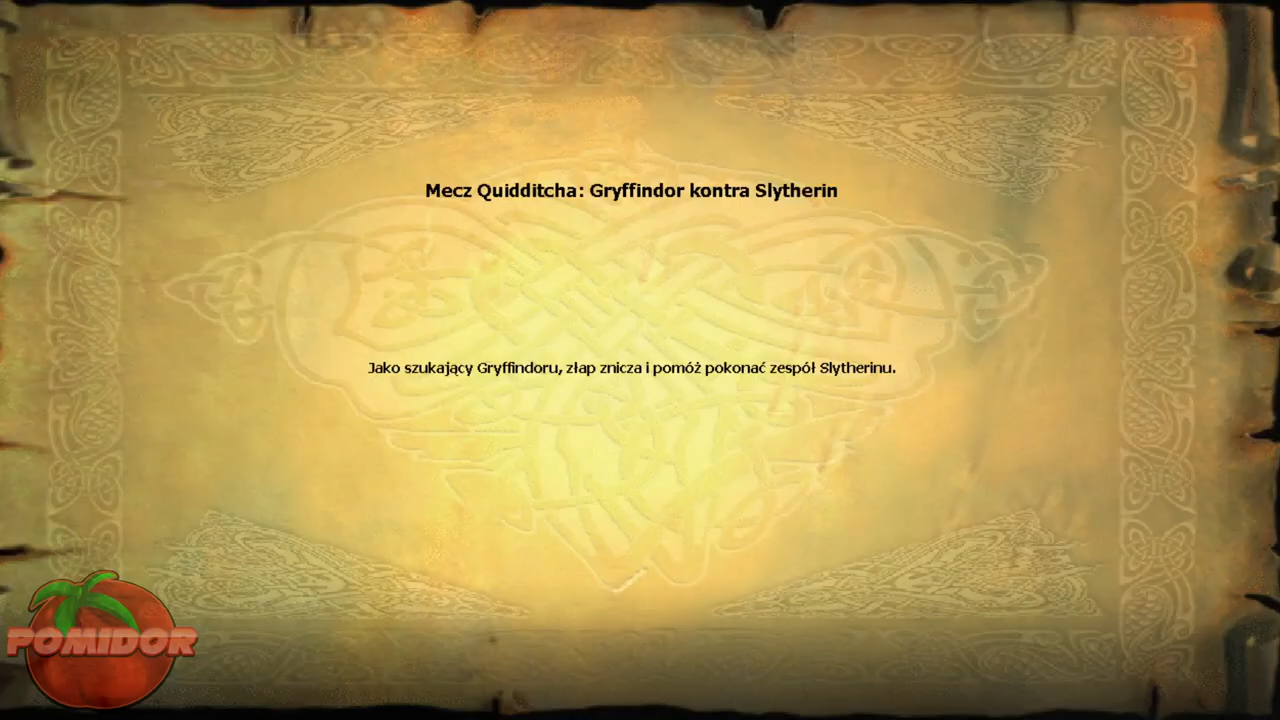 Mecz Quidditcha: Gryffindor kontra Slytherin
Jako szukający Gryffindoru, złap znicza i pomóż pokonać zespół Slytherinu.
POMIDOR